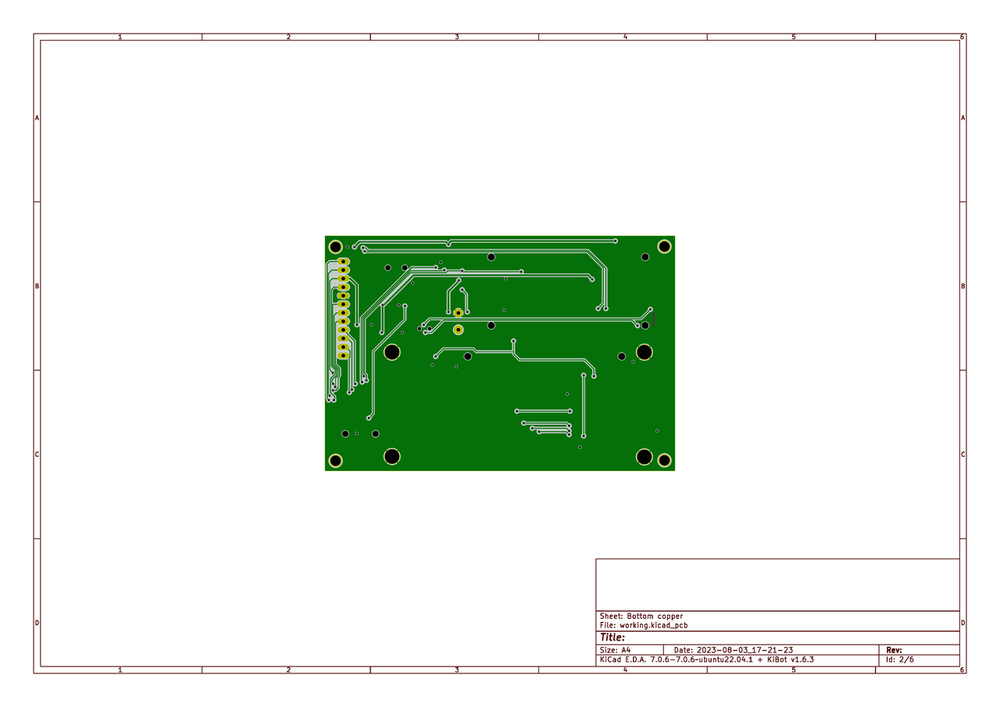 1 2 3 4 5 6
A A
B B
C C
D D
Sheet: Bottom copper
File: working.kicad_pcb
Title:
Size: A4 Date: 2023-08-03_17-21-23 Rev:
KiCad E.D.A. 7.0.6-7.0.6-ubuntu22.04.1 + KiBot v1.6.3 Id: 2/6
1 2 3 4 5 6